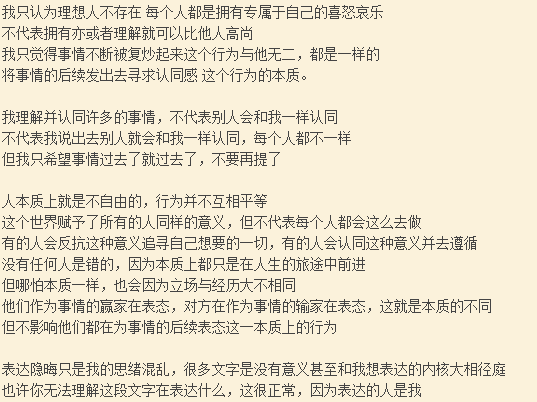 我只认为理想人不存在 每个人都是拥有专属于自己的喜怒哀乐
不代表拥有亦或者理解就可以比他人高尚
我只觉得事情不断被复炒起来这个行为与他无二，都是一样的
将事情的后续发出去寻求认同感 这个行为的本质。
我理解并认同许多的事情，不代表别人会和我一样认同
不代表我说出去别人就会和我一样认同，每个人都不一样
但我只希望事情过去了就过去了，不要再提了
人本质上就是不自由的，行为并不互相平等
这个世界赋予了所有的人同样的意义，但不代表每个人都会这么去做
有的人会反抗这种意义追寻自己想要的一切，有的人会认同这种意义并去遵循
没有任何人是错的，因为本质上都只是在人生的旅途中前进
但哪怕本质一样，也会因为立场与经历大不相同
他们作为事情的赢家在表态，对方在作为事情的输家在表态，这就是本质的不同
但不影响他们都在为事情的后续表态这一本质上的行为
表达隐晦只是我的思绪混乱，很多文字是没有意义甚至和我想表达的内核大相径庭
也许你无法理解这段文字在表达什么，这很正常，因为表达的人是我